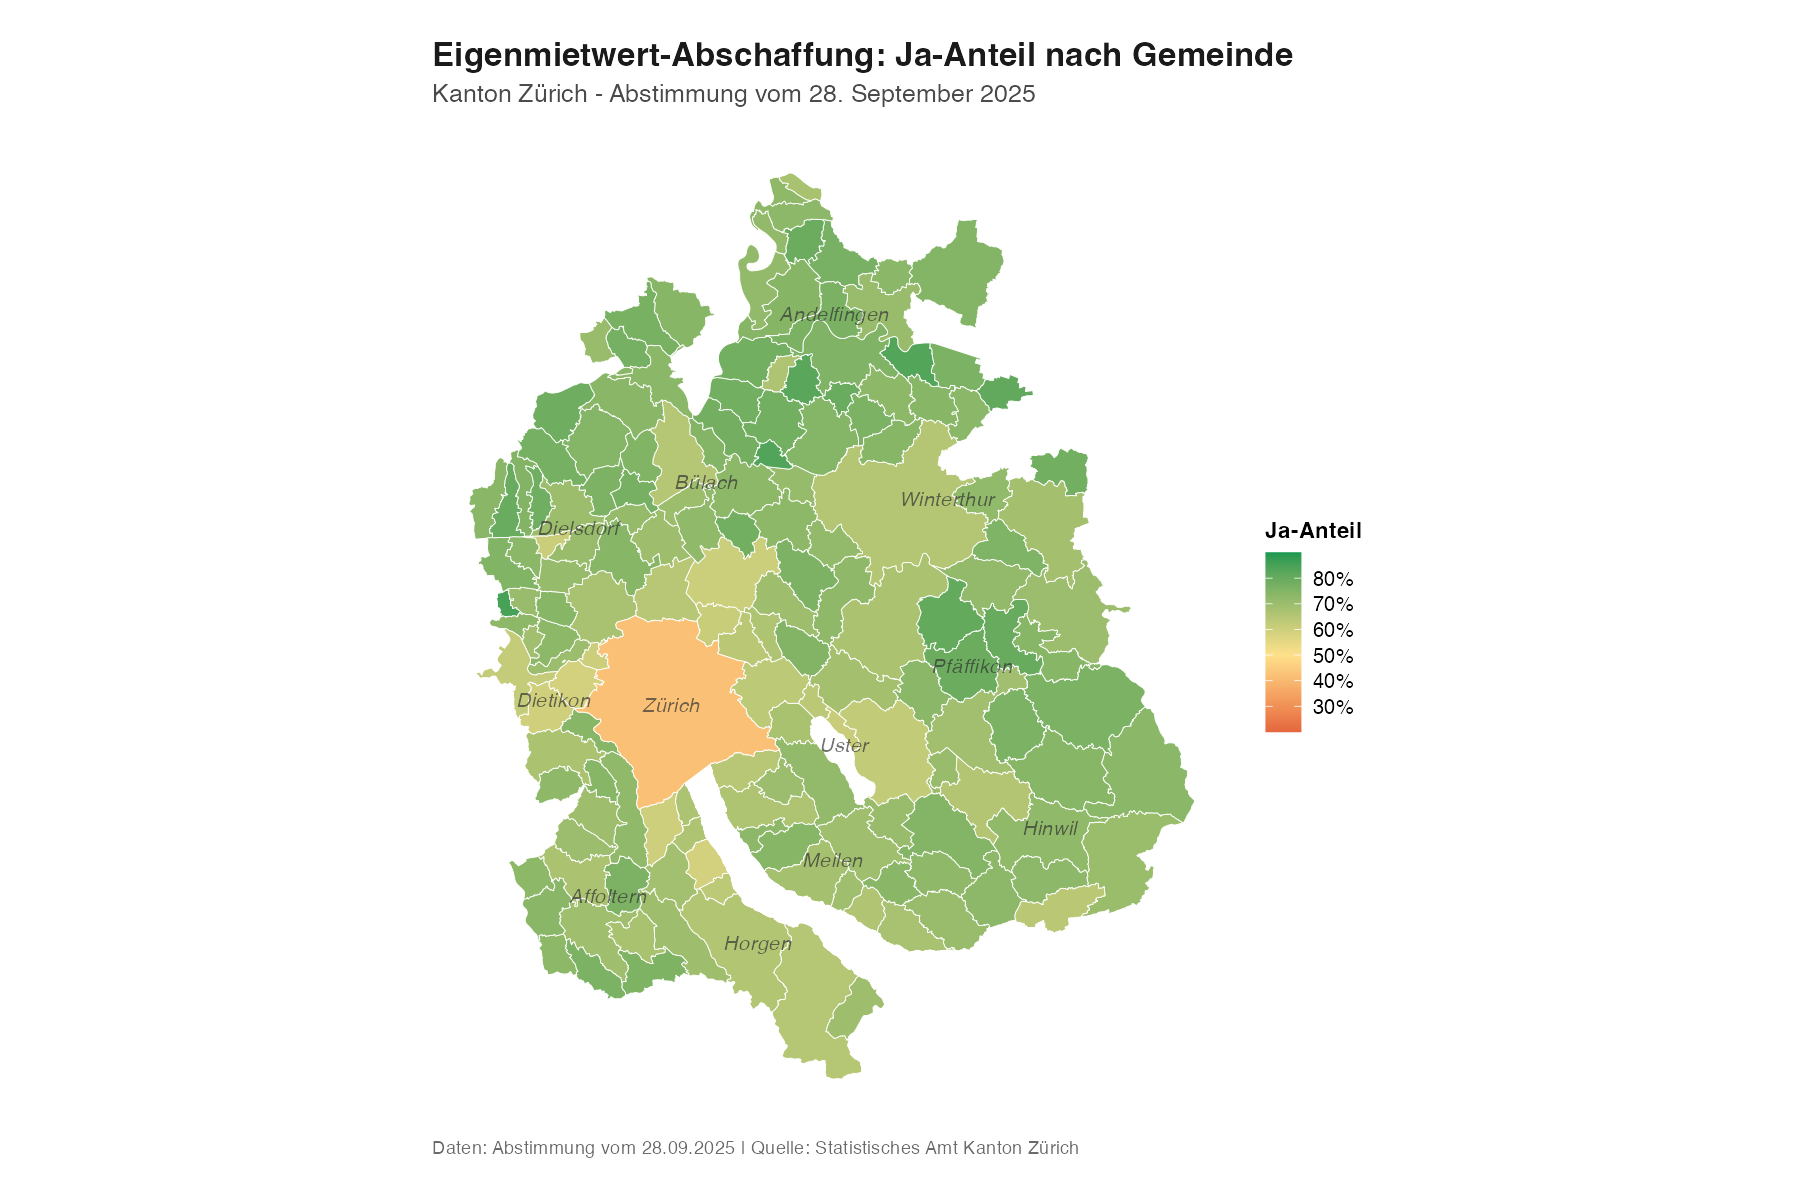 Eigenmietwert-Abschaffung: Ja-Anteil nach Gemeinde
Kanton Zürich - Abstimmung vom 28. September 2025
Andelfingen
Bülach
Winterthur
Dielsdorf
Ja-Anteil
80%
70%
60%
50%
40%
30%
Pfäffikon
Dietikon
Zürich
Uster
Hinwil
Meilen
Affoltern
Horgen
Daten: Abstimmung vom 28.09.2025 | Quelle: Statistisches Amt Kanton Zürich